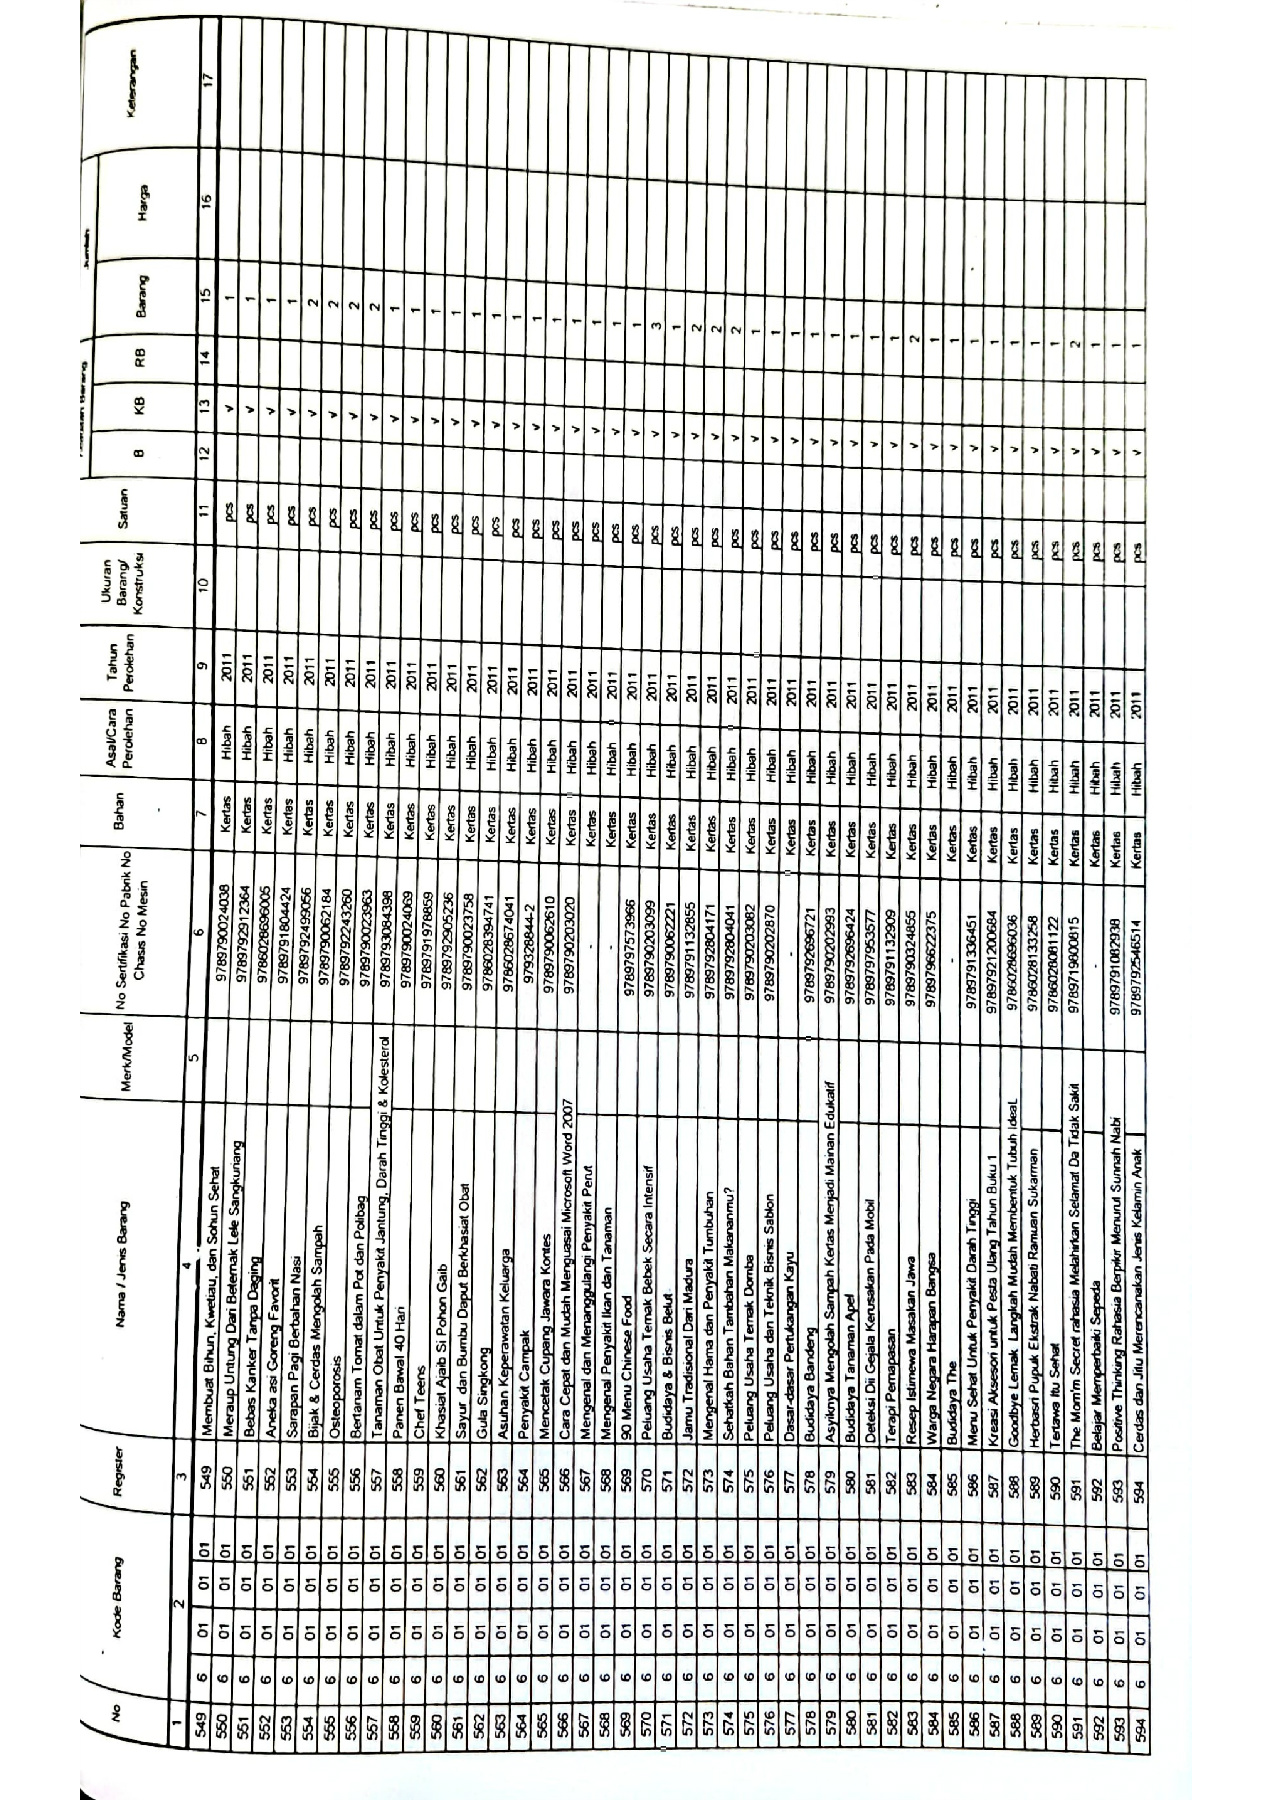 Keadaan Barang Jumlah
No Kode Barang Register Nama / Jenis Barang Merk/Model No Sertifikasi No Pabrik No Chasis No Mesin Bahan Asal/Cara Perolehan Tahun Perolehan Ukuran Barang/ Konstruksi Satuan B KB RB Barang Harga Keterangan
1 2 3 4 5 6 7 8 9 10 11 12 13 14 15 16 17
549 6 01 01 01 549 Membuat Bihun, Kwetiau, dan Sohun Sehat 9789790024038 Kertas Hibah 2011 pcs v 1
550 6 01 01 01 550 Meraup Untung Dari Beternak Lele Sangkuriang 9789792912364 Kertas Hibah 2011 pcs v 1
551 6 01 01 01 551 Bebas Kanker Tanpa Daging 9786028696005 Kertas Hibah 2011 pcs v 1
552 6 01 01 01 552 Aneka asi Goreng Favorit 9789791804424 Kertas Hibah 2011 pcs v 1
553 6 01 01 01 553 Sarapan Pagi Berbahan Nasi 9789792499056 Kertas Hibah 2011 pcs v 2
554 6 01 01 01 554 Bijak & Cerdas Mengolah Sampah 9789790062184 Kertas Hibah 2011 pcs v 2
555 6 01 01 01 555 Osteoporosis 9789792243260 Kertas Hibah 2011 pcs v 2
556 6 01 01 01 556 Bertanam Tomat dalam Pot dan Polibag 9789790023963 Kertas Hibah 2011 pcs v 2
557 6 01 01 01 557 Tanaman Obat Untuk Penyakit Jantung, Darah Tinggi & Kolesterol 9789793084398 Kertas Hibah 2011 pcs v 1
558 6 01 01 01 558 Panen Bawal 40 Hari 9789790024069 Kertas Hibah 2011 pcs v 1
559 6 01 01 01 559 Chef Teens 9789791978859 Kertas Hibah 2011 pcs v 1
560 6 01 01 01 560 Khasiat Ajaib Si Pohon Gaib 9789792905236 Kertas Hibah 2011 pcs v 1
561 6 01 01 01 561 Sayur dan Bumbu Daput Berkhasiat Obat 9789790023758 Kertas Hibah 2011 pcs v 1
562 6 01 01 01 562 Gula Singkong 9786028394741 Kertas Hibah 2011 pcs v 1
563 6 01 01 01 563 Asuhan Keperawatan Keluarga 9786028674041 Kertas Hibah 2011 pcs v 1
564 6 01 01 01 564 Penyakit Campak 979328844-2 Kertas Hibah 2011 pcs v 1
565 6 01 01 01 565 Mencetak Cupang Jawara Kontes 9789790062610 Kertas Hibah 2011 pcs v 1
566 6 01 01 01 566 Cara Cepat dan Mudah Menguasai Microsoft Word 2007 9789790203020 Kertas Hibah 2011 pcs v 1
567 6 01 01 01 567 Mengenal dan Menanggulangi Penyakit Perut - Kertas Hibah 2011 pcs v 1
568 6 01 01 01 568 Mengenal Penyakit Ikan dan Tanaman - Kertas Hibah 2011 pcs v 1
569 6 01 01 01 569 90 Menu Chinese Food 9789797573966 Kertas Hibah 2011 pcs v 1
570 6 01 01 01 570 Peluang Usaha Ternak Bebek Secara Intensif 9789790203099 Kertas Hibah 2011 pcs v 3
571 6 01 01 01 571 Budidaya & Bisnis Belut 9789790062221 Kertas Hibah 2011 pcs v 1
572 6 01 01 01 572 Jamu Tradisional Dari Madura 9789791132855 Kertas Hibah 2011 pcs v 2
573 6 01 01 01 573 Mengenal Hama dan Penyakit Tumbuhan 9789792804171 Kertas Hibah 2011 pcs v 2
574 6 01 01 01 574 Sehatkah Bahan Tambahan Makananmu? 9789792804041 Kertas Hibah 2011 pcs v 2
575 6 01 01 01 575 Peluang Usaha Ternak Domba 9789790203082 Kertas Hibah 2011 pcs v 1
576 6 01 01 01 576 Peluang Usaha dan Teknik Bisnis Sablon 9789790202870 Kertas Hibah 2011 pcs v 1
577 6 01 01 01 577 Dasar-dasar Pertukangan Kayu - Kertas Hibah 2011 pcs v 1
578 6 01 01 01 578 Budidaya Bandeng 9789792696721 Kertas Hibah 2011 pcs v 1
579 6 01 01 01 579 Asyiknya Mengolah Sampah Kertas Menjadi Mainan Edukatif 9789790202993 Kertas Hibah 2011 pcs v 1
580 6 01 01 01 580 Budidaya Tanaman Apel 9789792696424 Kertas Hibah 2011 pcs v 1
581 6 01 01 01 581 Deteksi Dii Gejala Kerusakan Pada Mobil 9789797953577 Kertas Hibah 2011 pcs v 1
582 6 01 01 01 582 Terapi Pernapasan 9789791132909 Kertas Hibah 2011 pcs v 1
583 6 01 01 01 583 Resep Istimewa Masakan Jawa 9789790324855 Kertas Hibah 2011 pcs v 2
584 6 01 01 01 584 Warga Negara Harapan Bangsa 9789796622375 Kertas Hibah 2011 pcs v 1
585 6 01 01 01 585 Budidaya The - Kertas Hibah 2011 pcs v 1
586 6 01 01 01 586 Menu Sehat Untuk Penyakit Darah Tinggi 9789791336451 Kertas Hibah 2011 pcs v 1
587 6 01 01 01 587 Kreasi Aksesori untuk Pesta Ulang Tahun Buku 1 97897921200684 Kertas Hibah 2011 pcs v 1
588 6 01 01 01 588 Goodbye Lemak. Langkah Mudah Membentuk Tubuh IdeaL 9786028696036 Kertas Hibah 2011 pcs v 1
589 6 01 01 01 589 Herbasri Pupuk Ekstrak Nabati Ramuan Sukarman 9786028133258 Kertas Hibah 2011 pcs v 1
590 6 01 01 01 590 Tertawa Itu Sehat 9786028081122 Kertas Hibah 2011 pcs v 1
591 6 01 01 01 591 The Mom'm Secret rahasia Melahirkan Selamat Da Tidak Sakit 9789971960815 Kertas Hibah 2011 pcs v 2
592 6 01 01 01 592 Belajar Memperbaiki Sepeda - Kertas Hibah 2011 pcs v 1
593 6 01 01 01 593 Positive Thinking Rahasia Berpikir Menurut Sunnah Nabi 9789791082938 Kertas Hibah 2011 pcs v 1
594 6 01 01 01 594 Cerdas dan Jitu Merencanakan Jenis Kelamin Anak 9789792546514 Kertas Hibah 2011 pcs v 1